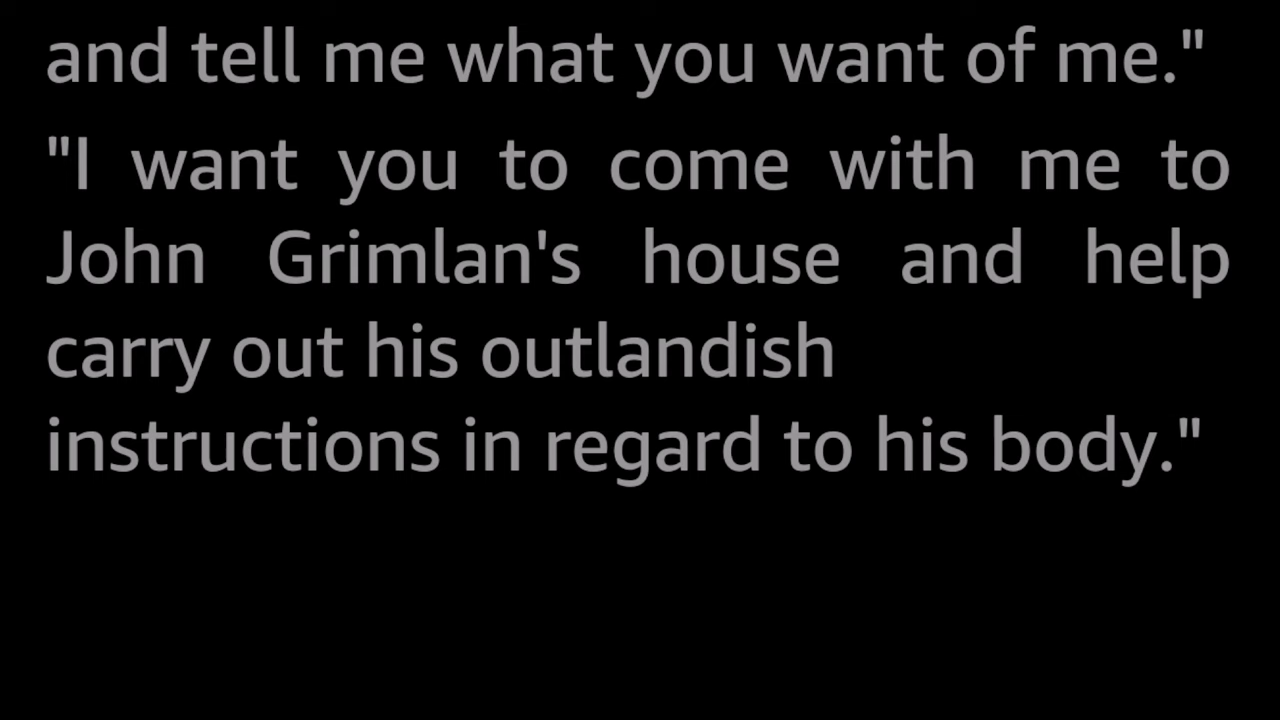 and tell me what you want of me."
"I want you to come with me to
John Grimlan's house and help
carry out his outlandish
instructions in regard to his body."